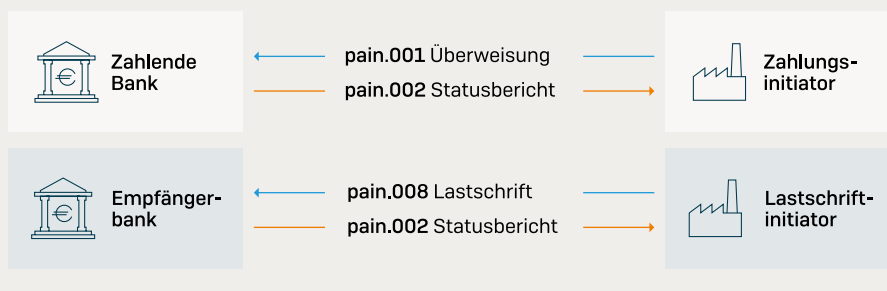 Zahlende
Bank
pain.001 Überweisung
pain.002 Statusbericht
Zahlungs-
initiator
Empfänger-
bank
pain.008 Lastschrift
pain.002 Statusbericht
Lastschrift-
initiator